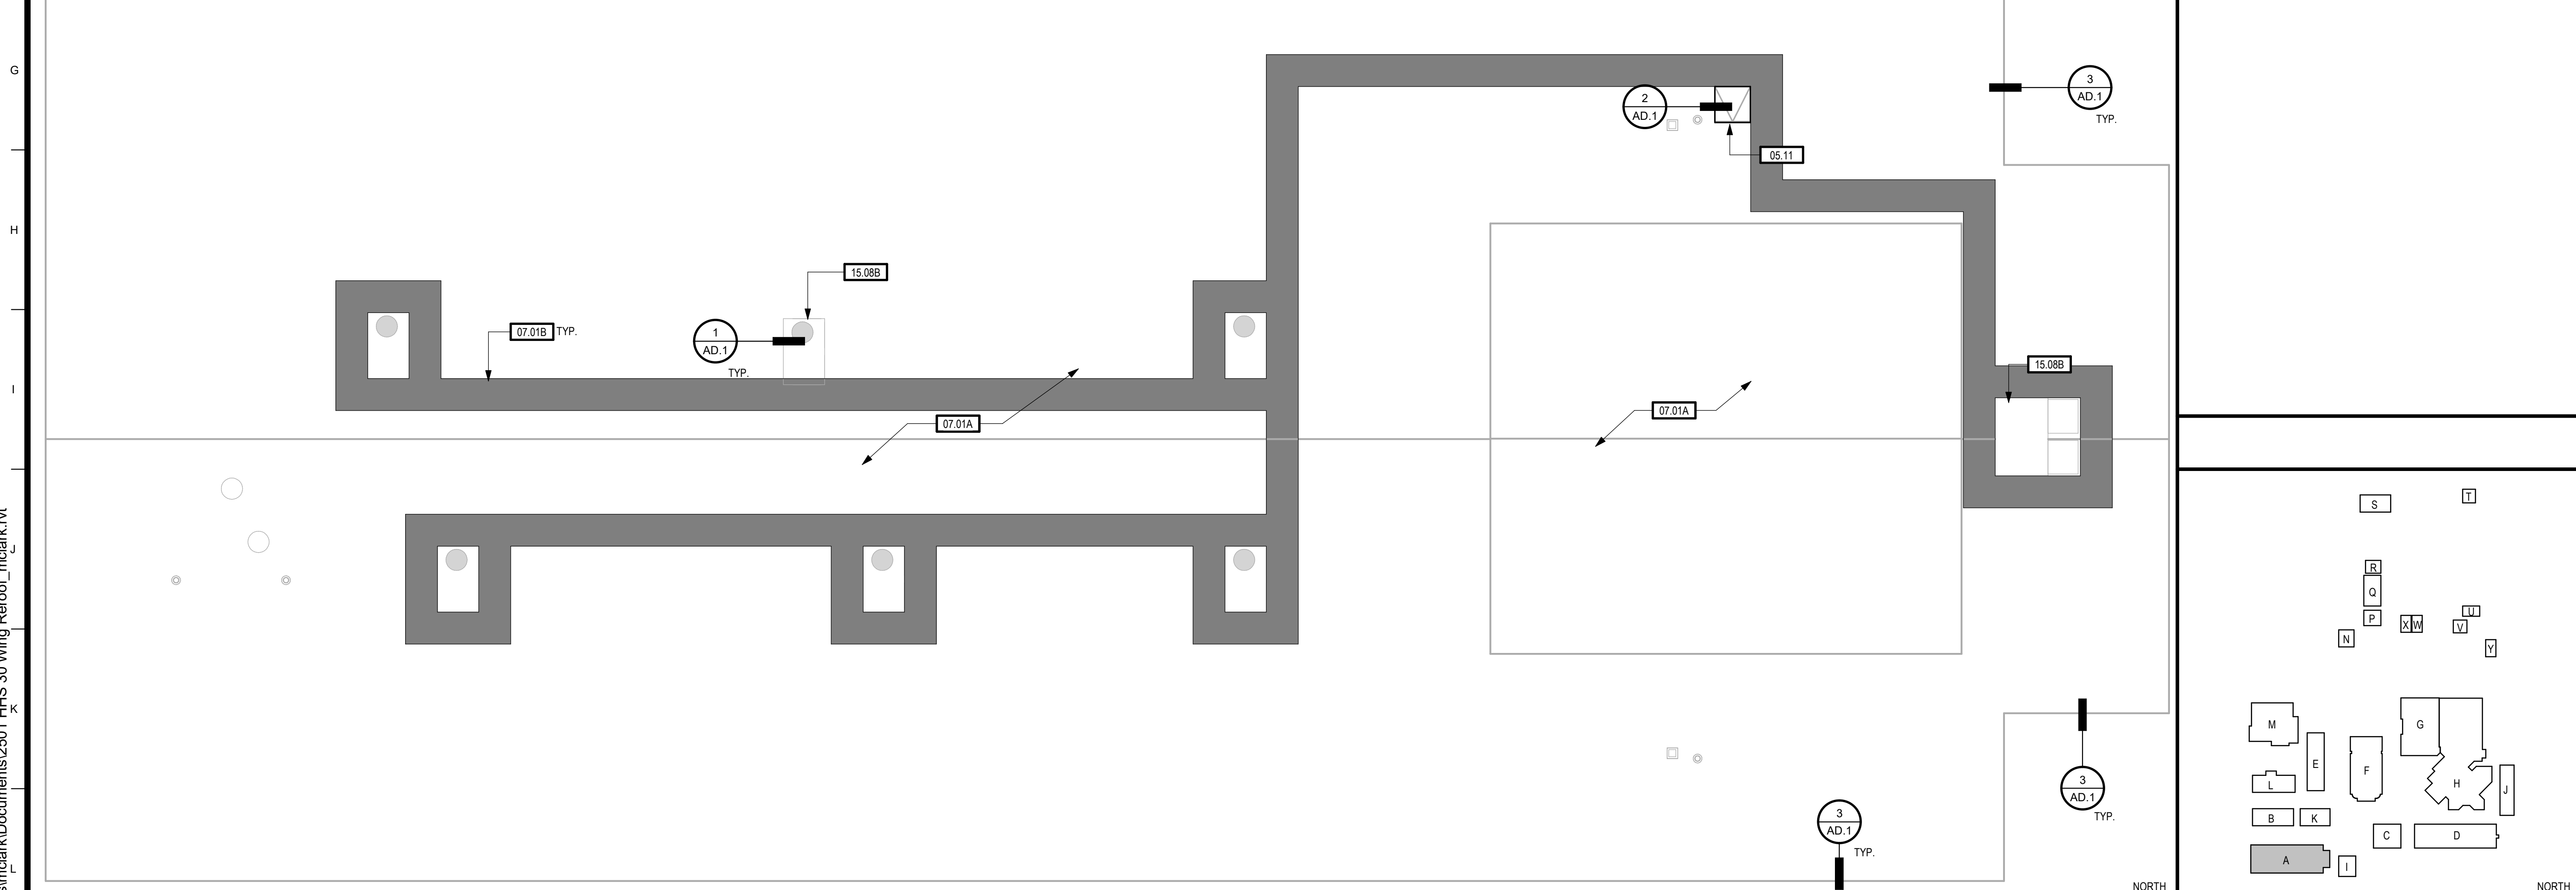 G
3
AD.1
TYP.
2
AD.1
05.11
H
15.08B
07.01B TYP.
1
AD.1
TYP.
15.08B
I
07.01A
07.01A
J
K
L
3
AD.1
TYP.
3
AD.1
TYP.
NORTH
S
T
R
Q
P
U
X W
V
N
Y
M
G
E
F
H
L
J
B
K
C
D
A
I
NORTH